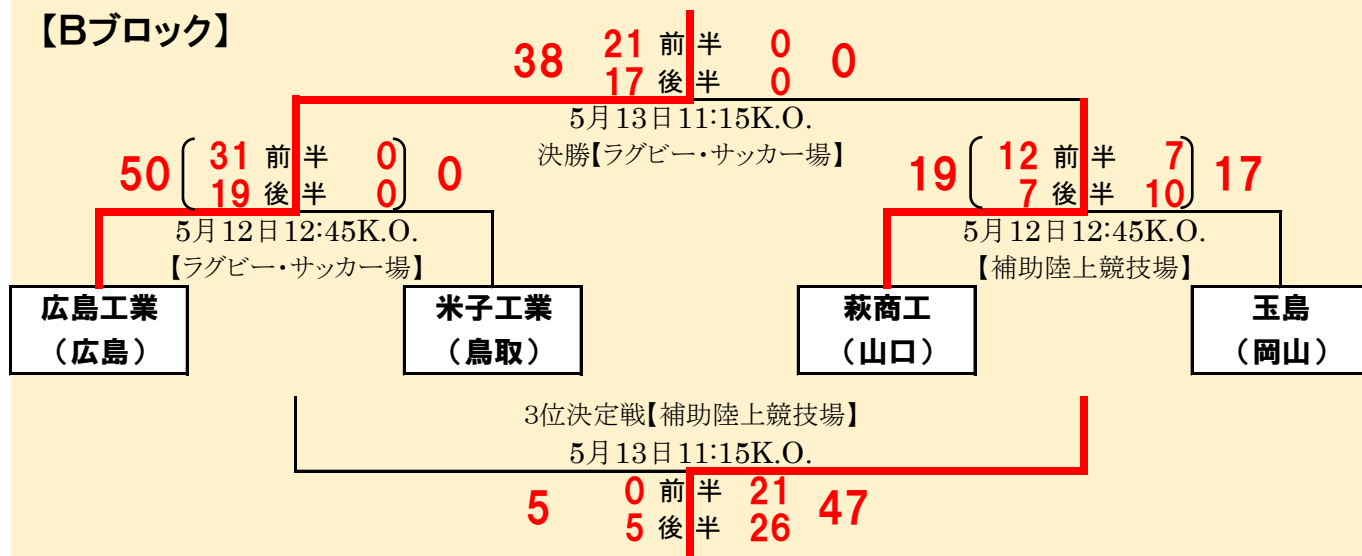 【Bブロック】
38 21 前半 0 0
17 後半 0
5月13日11:15K.O.
決勝【ラグビー・サッカー場】
50 31 前半 0 0
19 後半 0
5月12日12:45K.O.
【ラグビー・サッカー場】
19 12 前半 7 17
7 後半 10
5月12日12:45K.O.
【補助陸上競技場】
広島工業
（広島）
米子工業
（鳥取）
萩商工
（山口）
玉島
（岡山）
3位決定戦【補助陸上競技場】
5月13日11:15K.O.
5 0 前半 21 47
5 後半 26